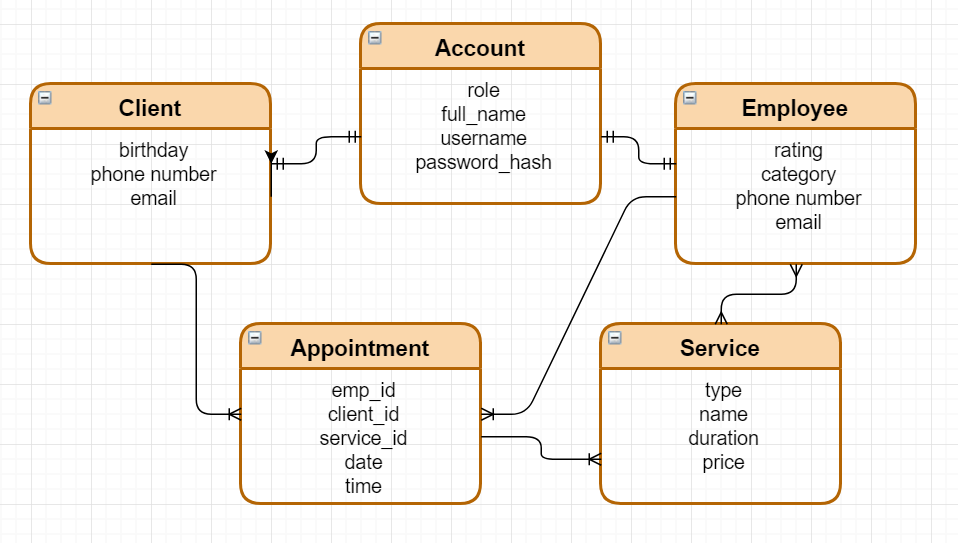 Account
role
full_name
username
password_hash
Client
birthday
phone number
email
Employee
rating
category
phone number
email
Appointment
emp_id
client_id
service_id
date
time
Service
type
name
duration
price